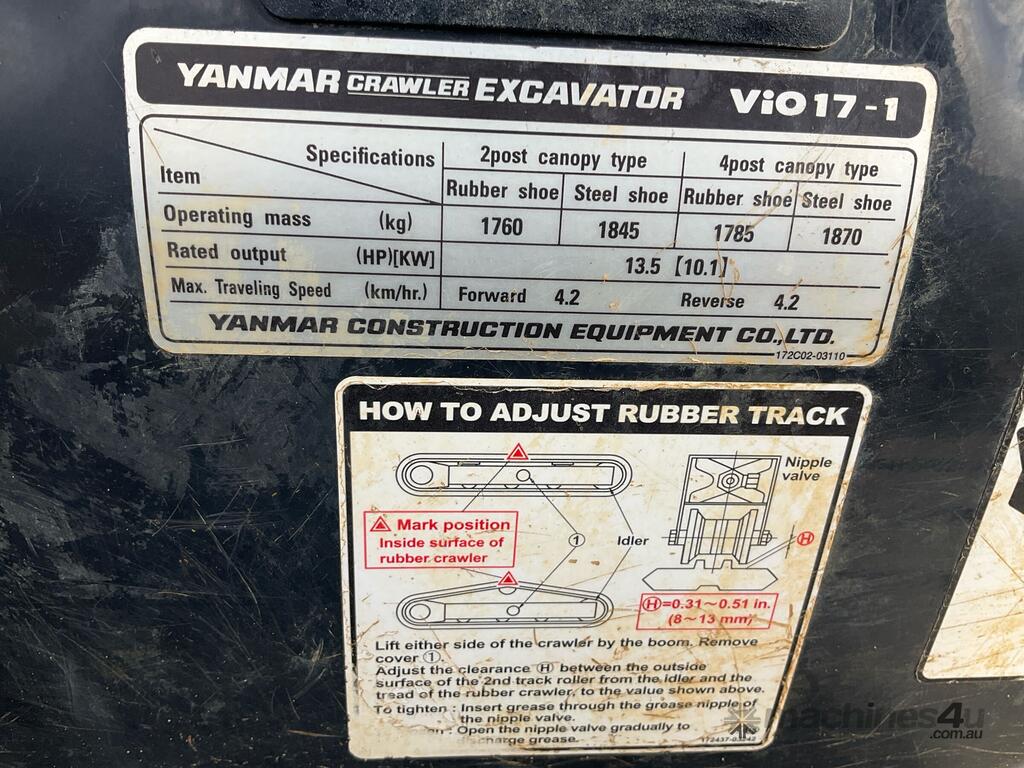 YANMAR CRAWLER EXCAVATOR ViO17-1
Specifications
Item
2post canopy type 4post canopy type
Rubber shoe Steel shoe Rubber shoe Steel shoe
Operating mass (kg) 1760 1845 1785 1870
Rated output (HP)[KW] 13.5 [10.1]
Max. Traveling Speed (km/hr.) Forward 4.2 Reverse 4.2
YANMAR CONSTRUCTION EQUIPMENT CO.,LTD.
172C02-03110
HOW TO ADJUST RUBBER TRACK
Nipple
valve
Mark position
Inside surface of
rubber crawler
①
Idler
Ⓗ
Ⓗ=0.31~0.51 in.
(8~13 mm)
Lift either side of the crawler by the boom. Remove
cover ①.
Adjust the clearance Ⓗ between the outside
surface of the 2nd track roller from the idler and the
tread of the rubber crawler, to the value shown above.
To tighten : Insert grease through the grease nipple of
the nipple valve.
: Open the nipple valve gradually to
grease.
machines4u
.com.au